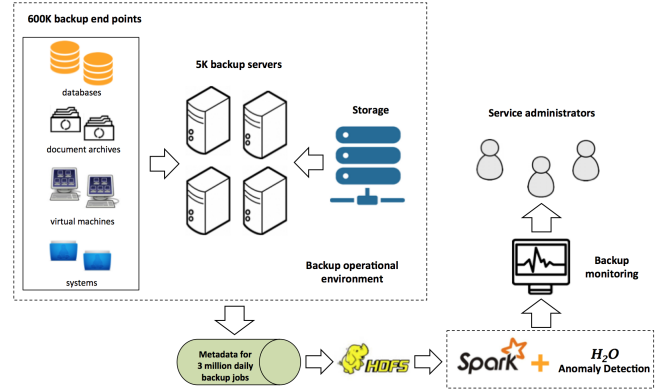 600K backup end points
databases
document archives
virtual machines
systems
5K backup servers
Storage
Backup operational
environment
Service administrators
Backup
monitoring
Metadata for
3 million daily
backup jobs
HDFS
Spark
+
H2O
Anomaly Detection